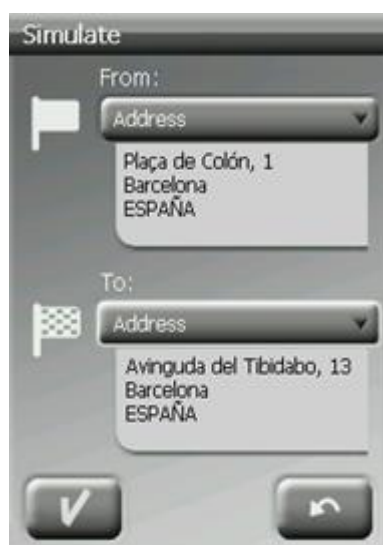 Simulate
From:
Address
Plaça de Colón, 1
Barcelona
ESPAÑA
To:
Address
Avinguda del Tibidabo, 13
Barcelona
ESPAÑA